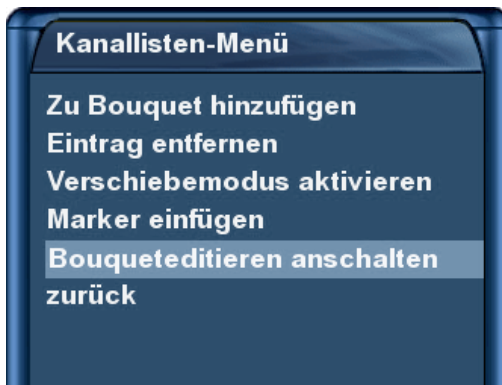 Kanallisten-Menü
Zu Bouquet hinzufügen
Eintrag entfernen
Verschiebemodus aktivieren
Marker einfügen
Bouqueteditieren anschalten
zurück